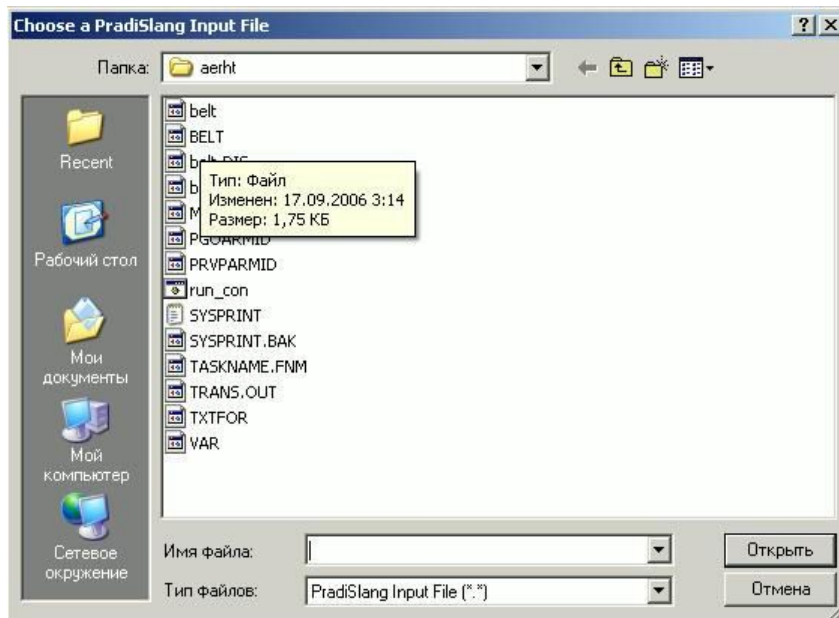 Choose a PradiSlang Input File
Папка: aerht
Recent
Рабочий стол
Мои
документы
Мой
компьютер
Сетевое
окружение
belt
BELT
Тип: Файл
Изменен: 17.09.2006 3:14
Размер: 1,75 КБ
PGOARMID
PRVPARMID
run_con
SYSPRINT
SYSPRINT.BAK
TASKNAME.FNM
TRANS.OUT
TXTFOR
VAR
Имя файла:
Открыть
Тип файлов: PradiSlang Input File (*.*)
Отмена